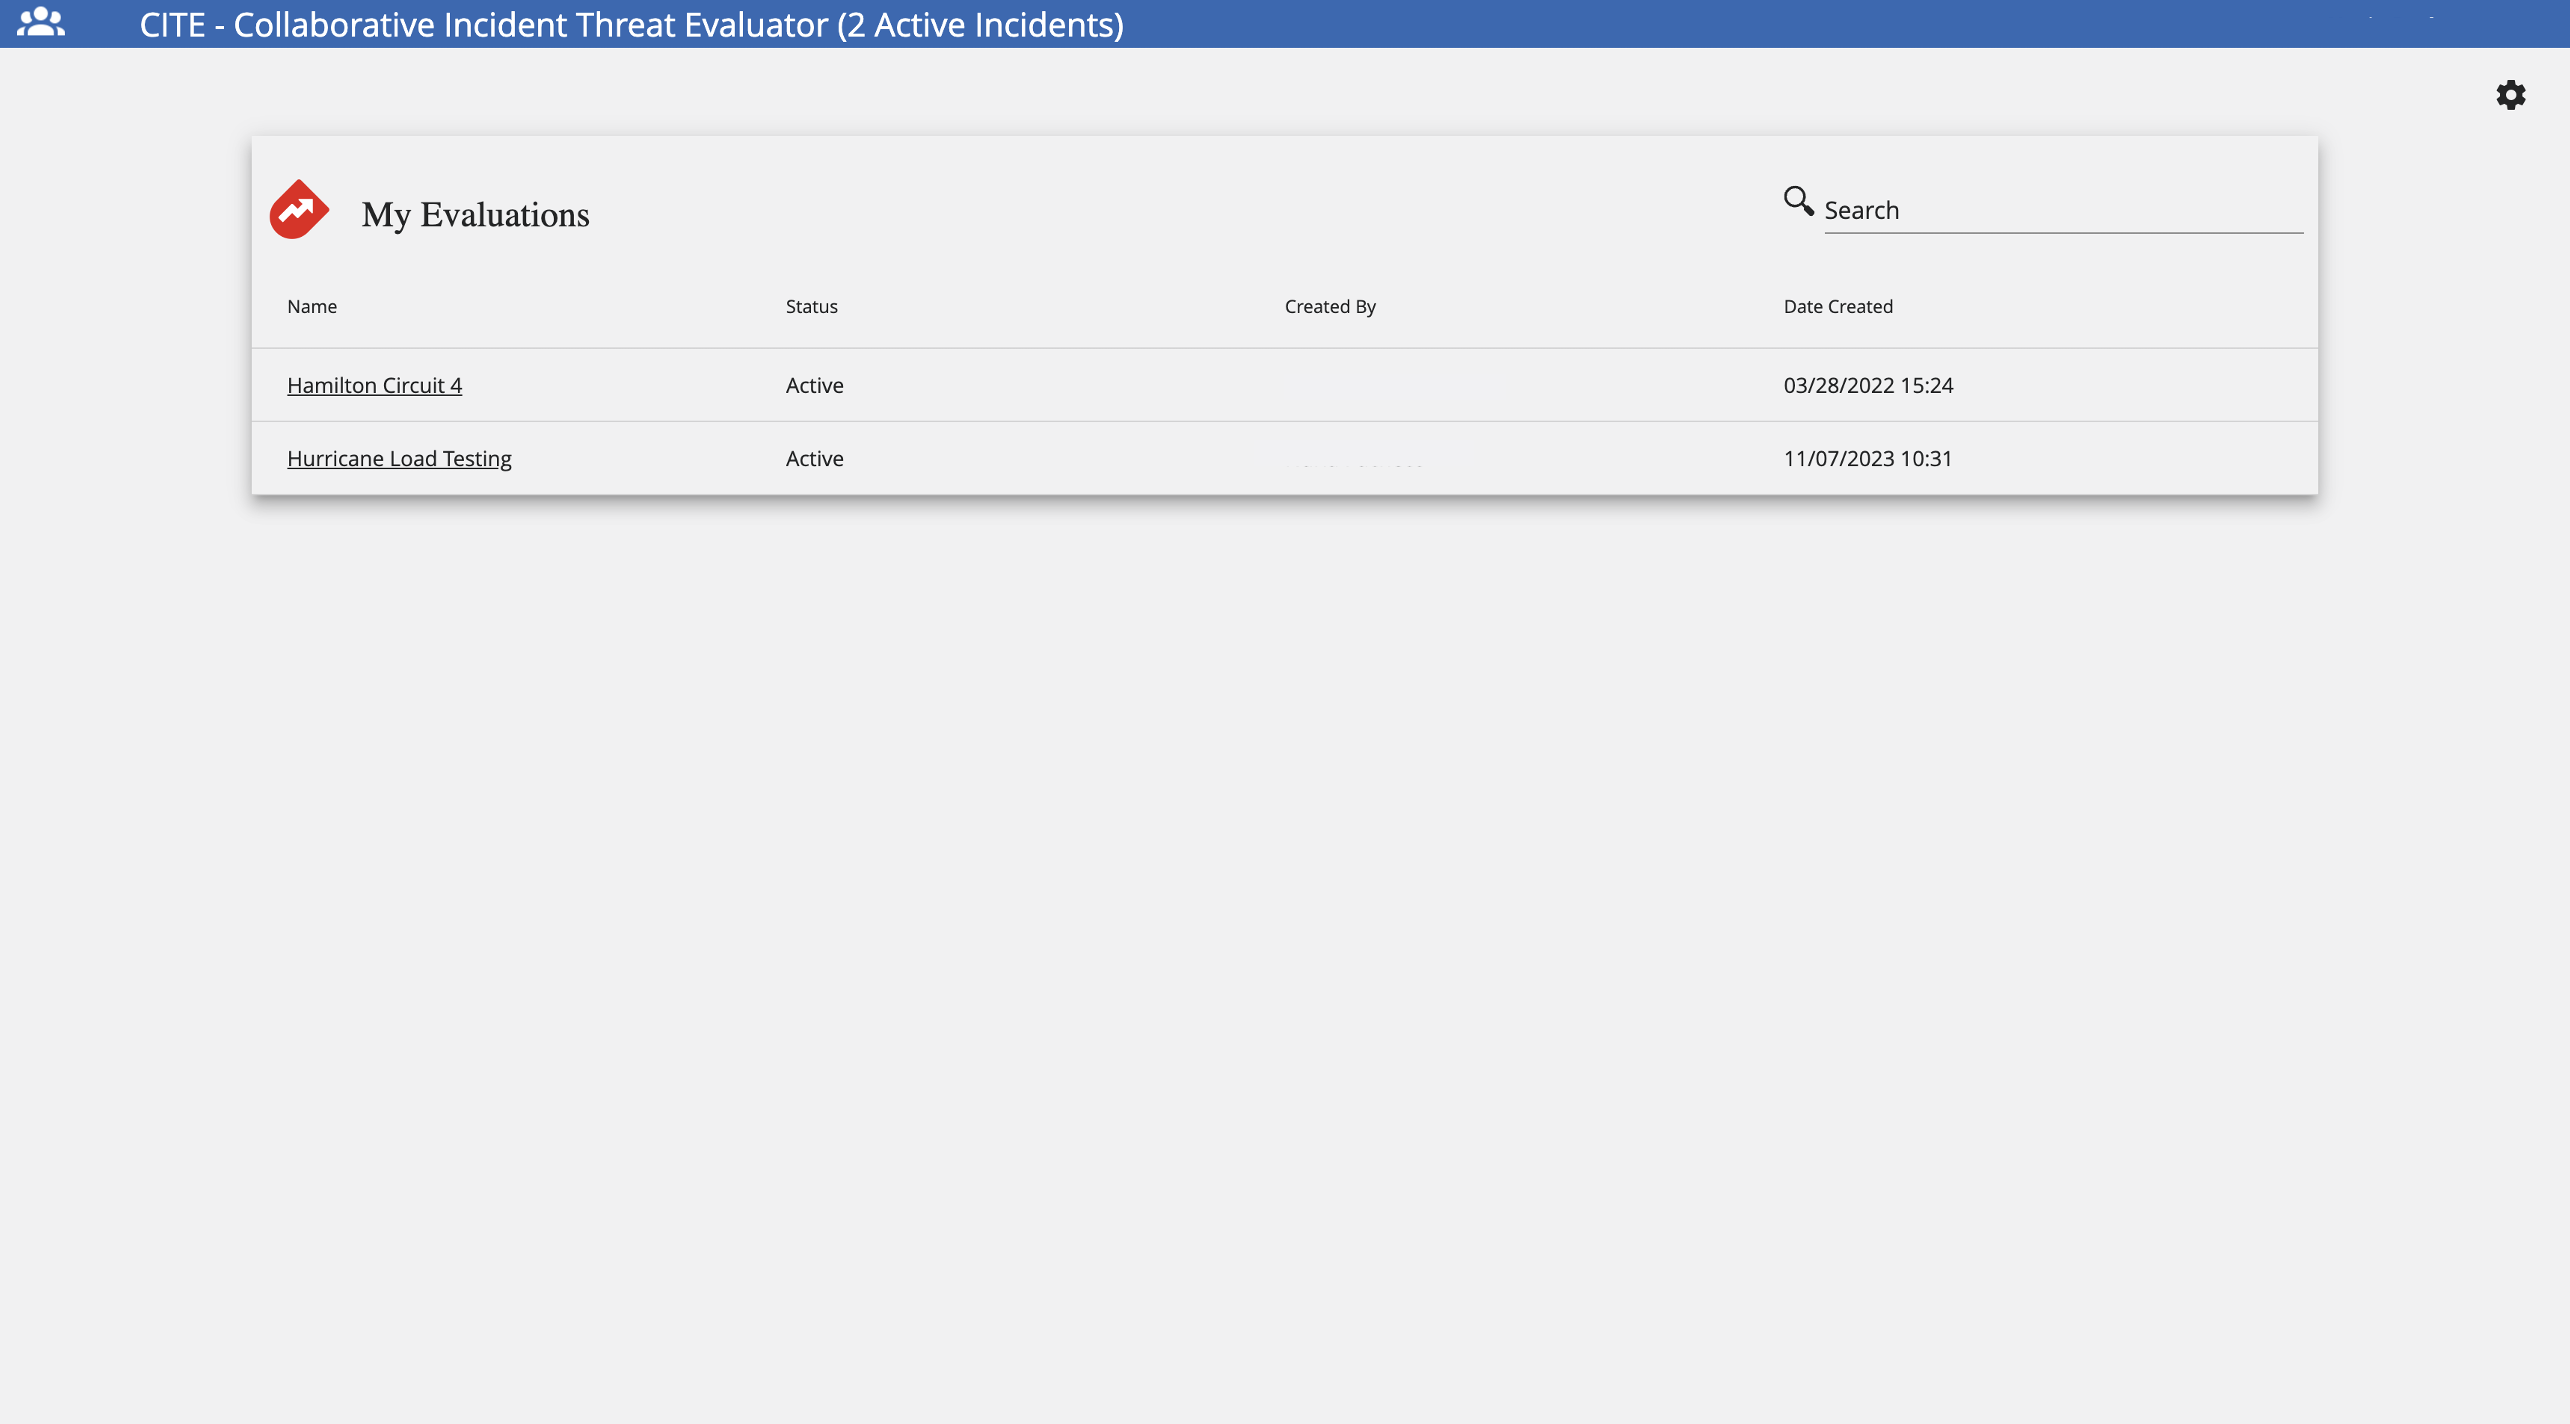 CITE - Collaborative Incident Threat Evaluator (2 Active Incidents)
My Evaluations
Search
Name Status Created By Date Created
Hamilton Circuit 4 Active 03/28/2022 15:24
Hurricane Load Testing Active 11/07/2023 10:31